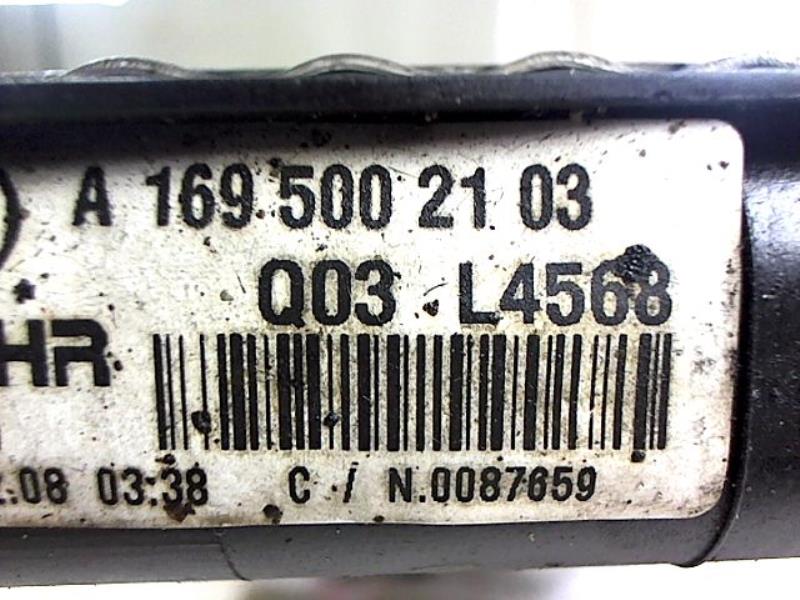 A 169 500 21 03
Q03 L4568
HR
.08 03:38 C / N.0087659